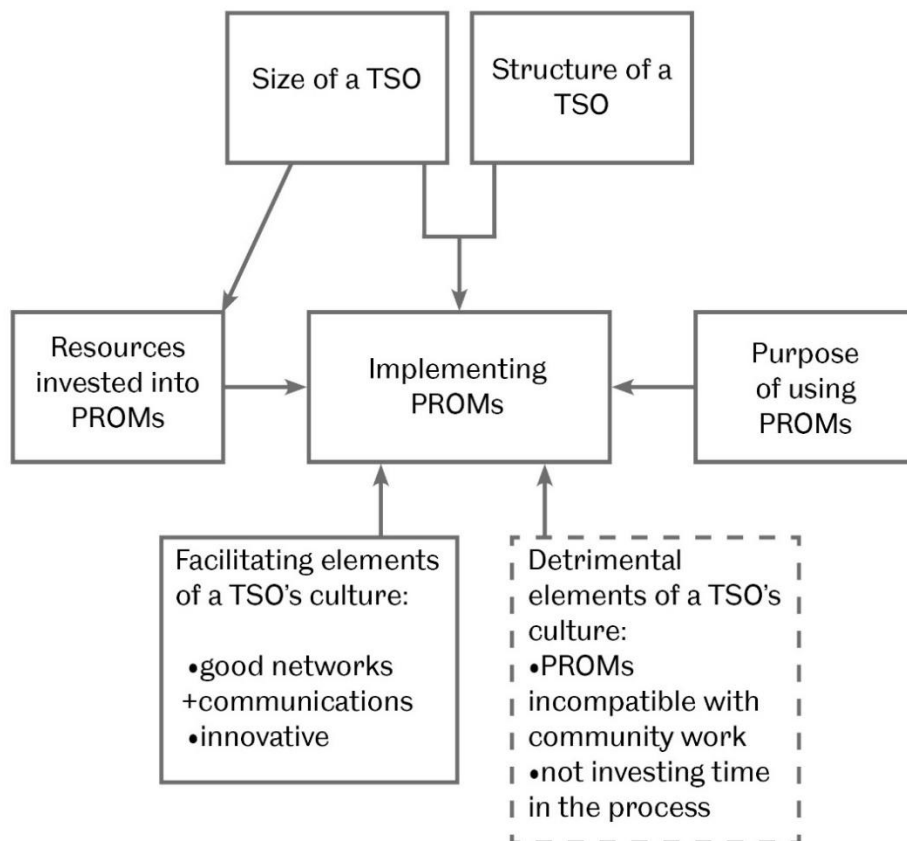 Size of a TSO
Structure of a
TSO
Resources
invested into
PROMs
Implementing
PROMs
Purpose
of using
PROMs
Facilitating elements
of a TSO’s culture:
•good networks
+communications
•innovative
Detrimental
elements of a TSO’s
culture:
•PROMs
incompatible with
community work
•not investing time
in the process